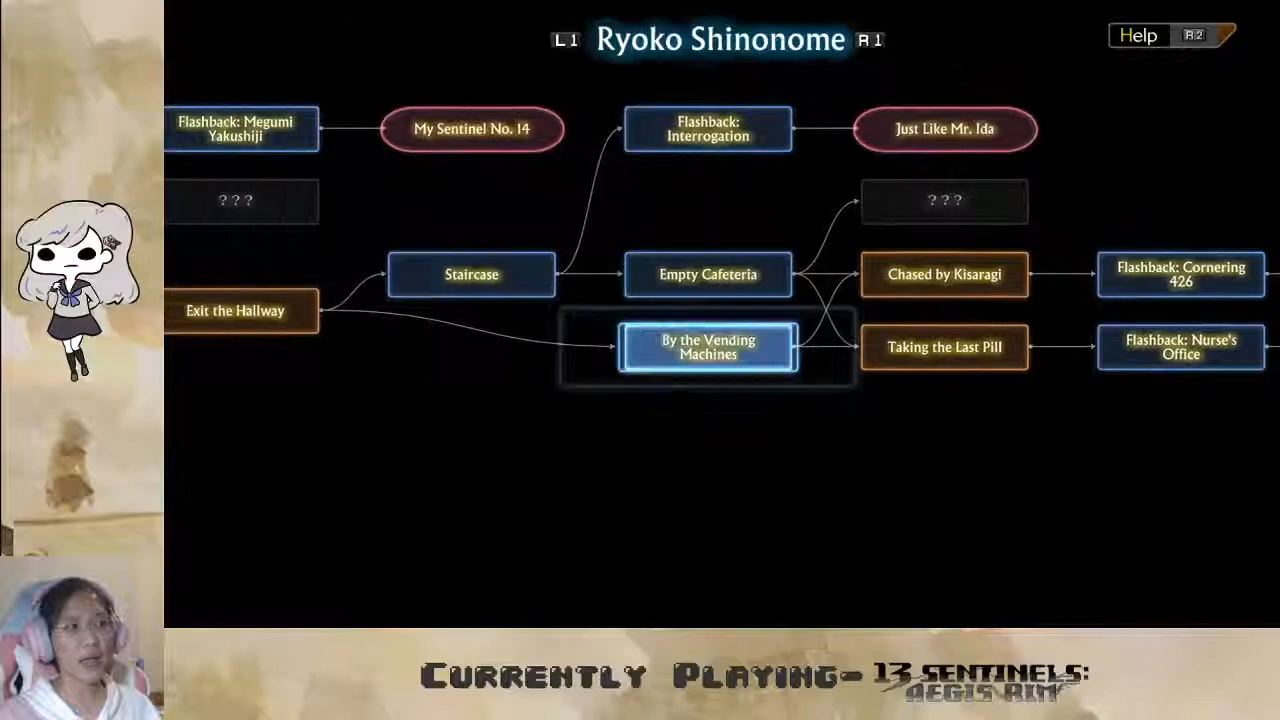 L1 Ryoko Shinonome R1
Help R2
Flashback: Megumi
Yakushiji
My Sentinel No. 14
Flashback:
Interrogation
Just Like Mr. Ida
???
???
Staircase
Empty Cafeteria
Chased by Kisaragi
Flashback: Cornering
426
Exit the Hallway
By the Vending
Machines
Taking the Last Pill
Flashback: Nurse's
Office
Currently Playing- 13 SENTINELS:
AEGIS RIM